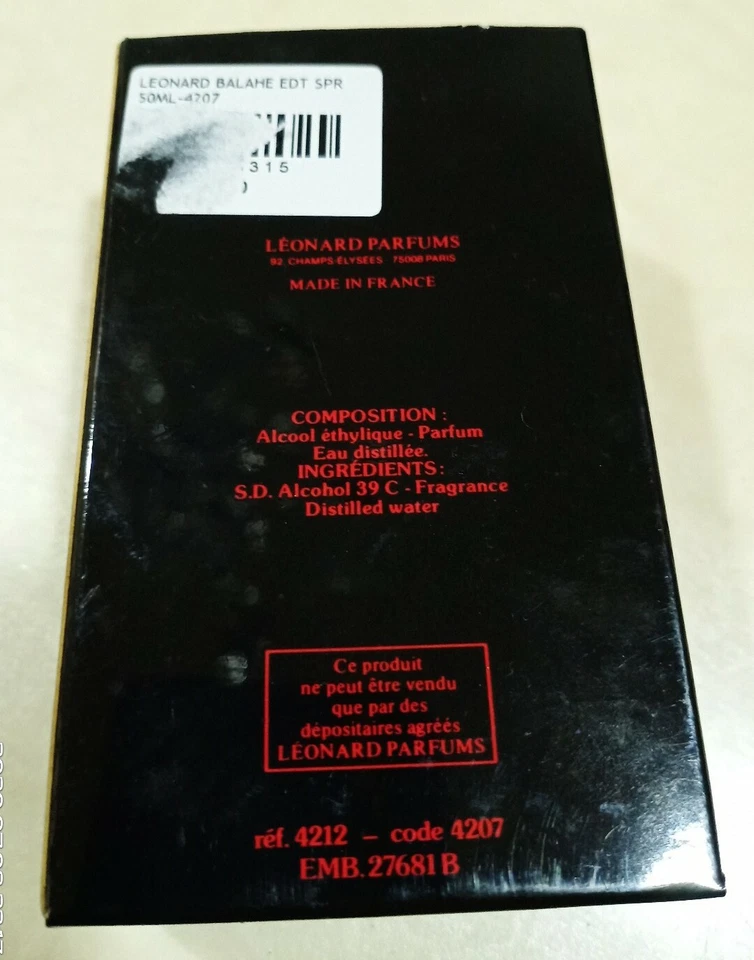 LEONARD BALAHE EDT SPR
50ML-4207
315
LÉONARD PARFUMS
92, CHAMPS-ÉLYSÉES 75008 PARIS
MADE IN FRANCE
COMPOSITION :
Alcool éthylique - Parfum
Eau distillée.
INGRÉDIENTS :
S.D. Alcohol 39 C - Fragrance
Distilled water
Ce produit
ne peut être vendu
que par des
dépositaires agréés
LÉONARD PARFUMS
réf. 4212 – code 4207
EMB. 27681 B